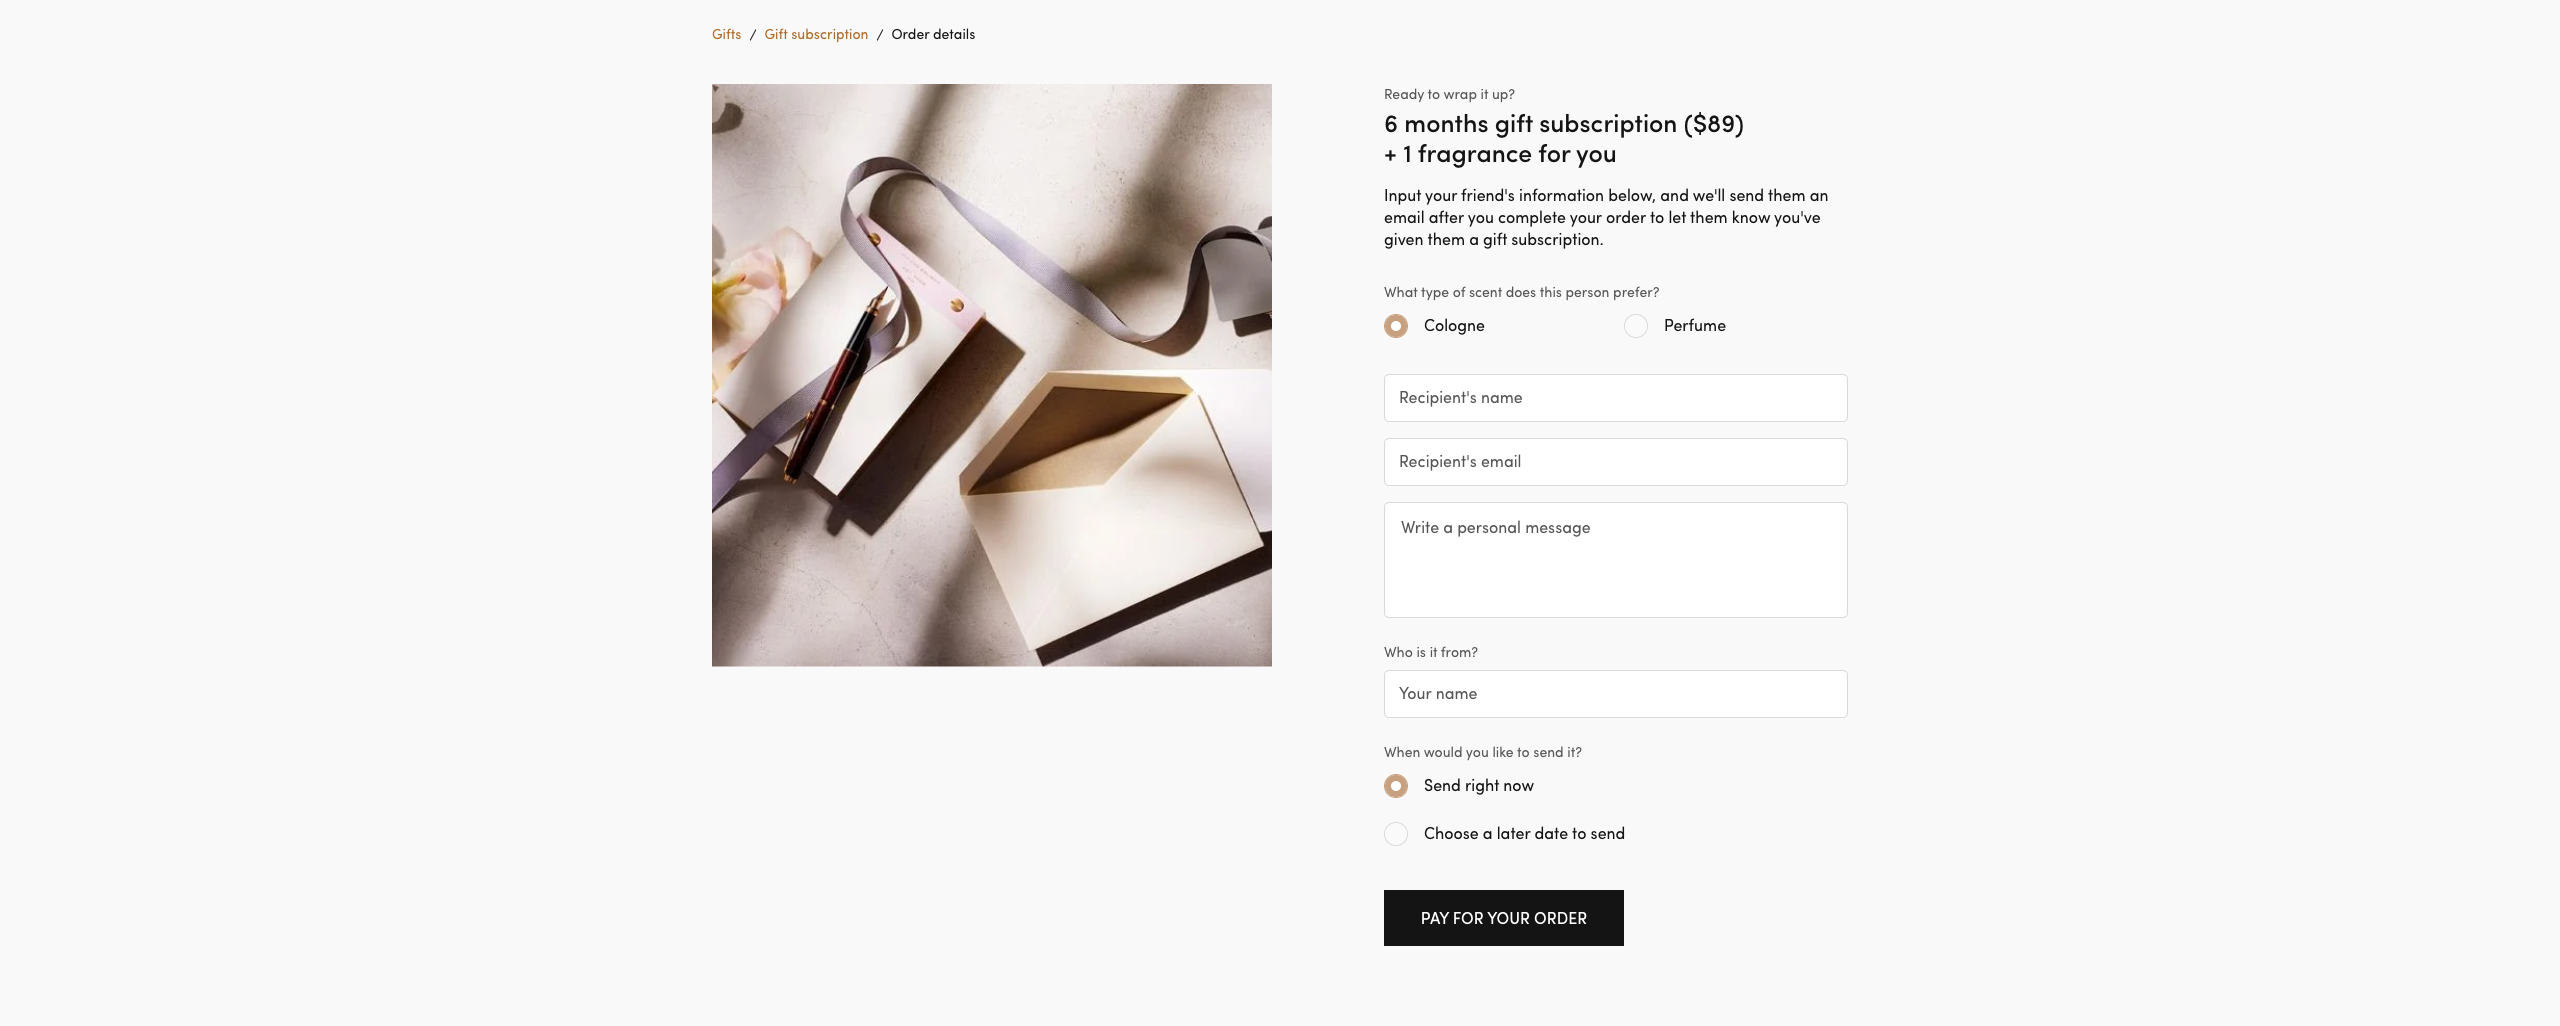 Gifts / Gift subscription / Order details
Ready to wrap it up?
6 months gift subscription ($89)
+ 1 fragrance for you
Input your friend's information below, and we'll send them an
email after you complete your order to let them know you've
given them a gift subscription.
What type of scent does this person prefer?
Cologne
Perfume
Recipient's name
Recipient's email
Write a personal message
Who is it from?
Your name
When would you like to send it?
Send right now
Choose a later date to send
PAY FOR YOUR ORDER